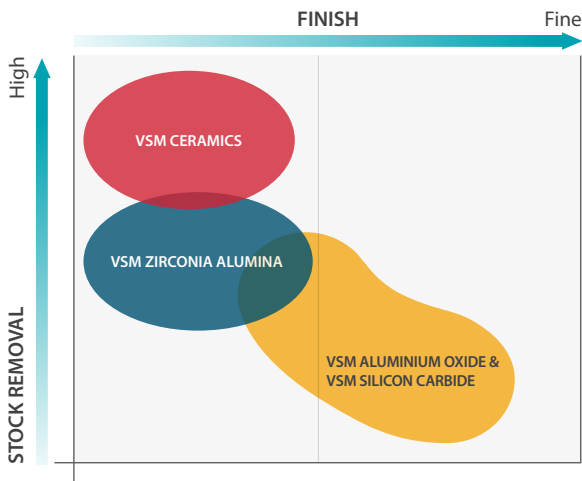 FINISH
Fine
High
STOCK REMOVAL
VSM CERAMICS
VSM ZIRCONIA ALUMINA
VSM ALUMINIUM OXIDE &
VSM SILICON CARBIDE